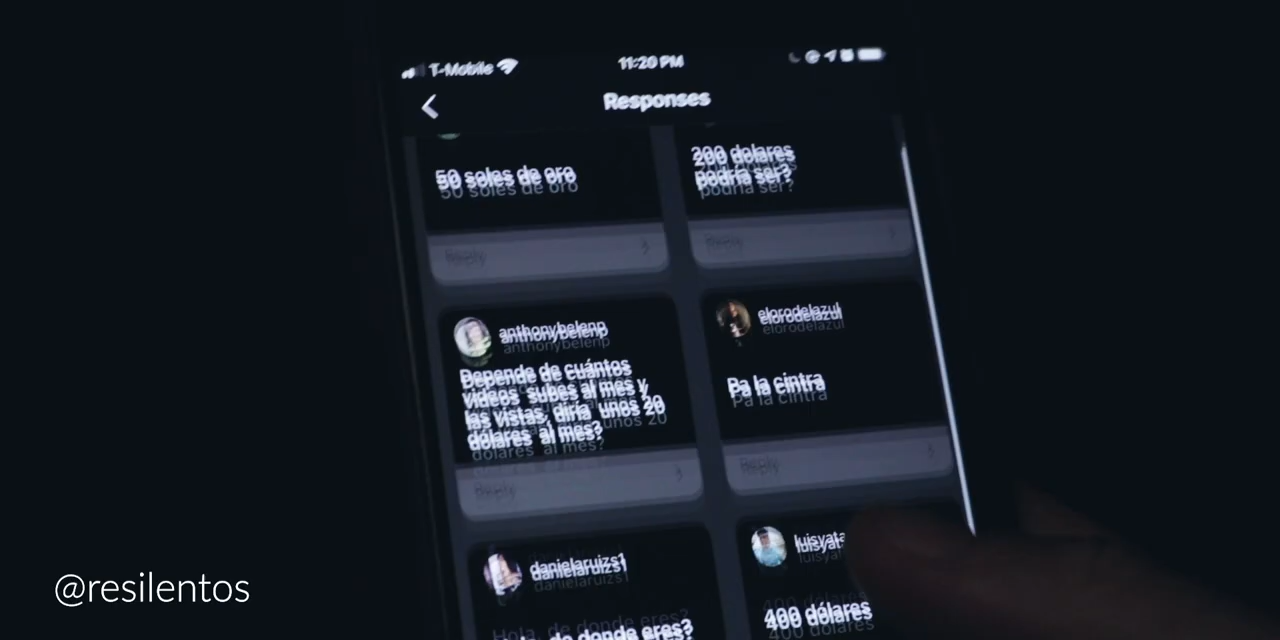 T-Mobile
11:20 PM
Responses
50 soles de oro
200 dolares
podria ser?
Reply
Reply
anthonybelenp
Depende de cuántos
videos subes al mes y
las vistas, diría unos 20
dólares al mes?
Reply
elorodelazul
Pa la cintra
Reply
danielaruizs1
Hola, de donde eres?
luisyata
400 dólares
@resilentos